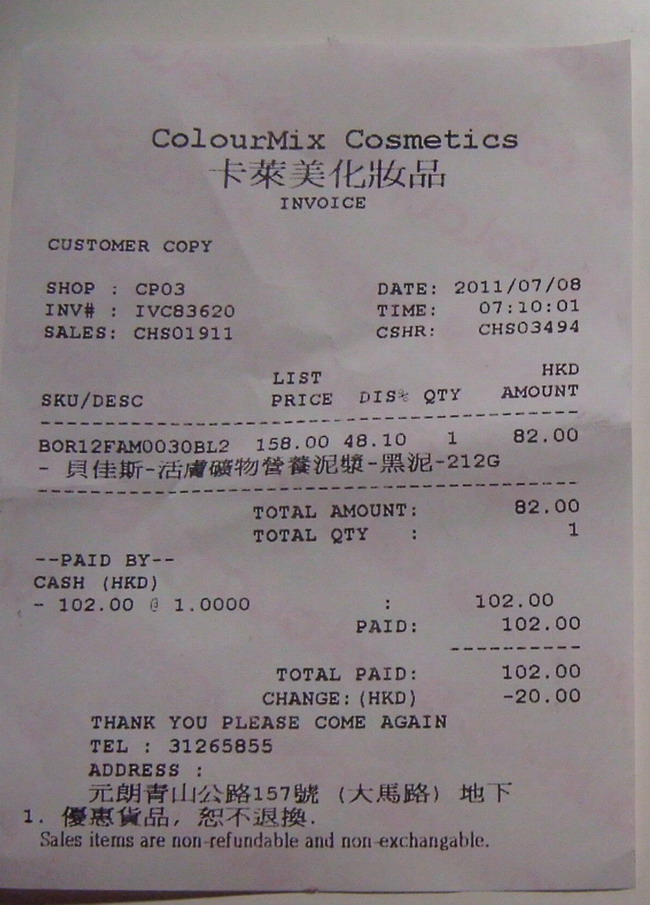 ColourMix Cosmetics
卡萊美化妝品
INVOICE
CUSTOMER COPY
SHOP : CP03 DATE: 2011/07/08
INV# : IVC83620 TIME: 07:10:01
SALES: CHS01911 CSHR: CHS03494
LIST HKD
SKU/DESC PRICE DIS% QTY AMOUNT
BOR12FAM0030BL2 158.00 48.10 1 82.00
- 貝佳斯-活膚礦物營養泥漿-黑泥-212G
TOTAL AMOUNT: 82.00
TOTAL QTY : 1
--PAID BY--
CASH (HKD)
- 102.00 @ 1.0000 : 102.00
PAID: 102.00
TOTAL PAID: 102.00
CHANGE:(HKD) -20.00
THANK YOU PLEASE COME AGAIN
TEL : 31265855
ADDRESS :
元朗青山公路157號 (大馬路) 地下
1. 優惠貨品, 恕不退換.
Sales items are non-refundable and non-exchangable.